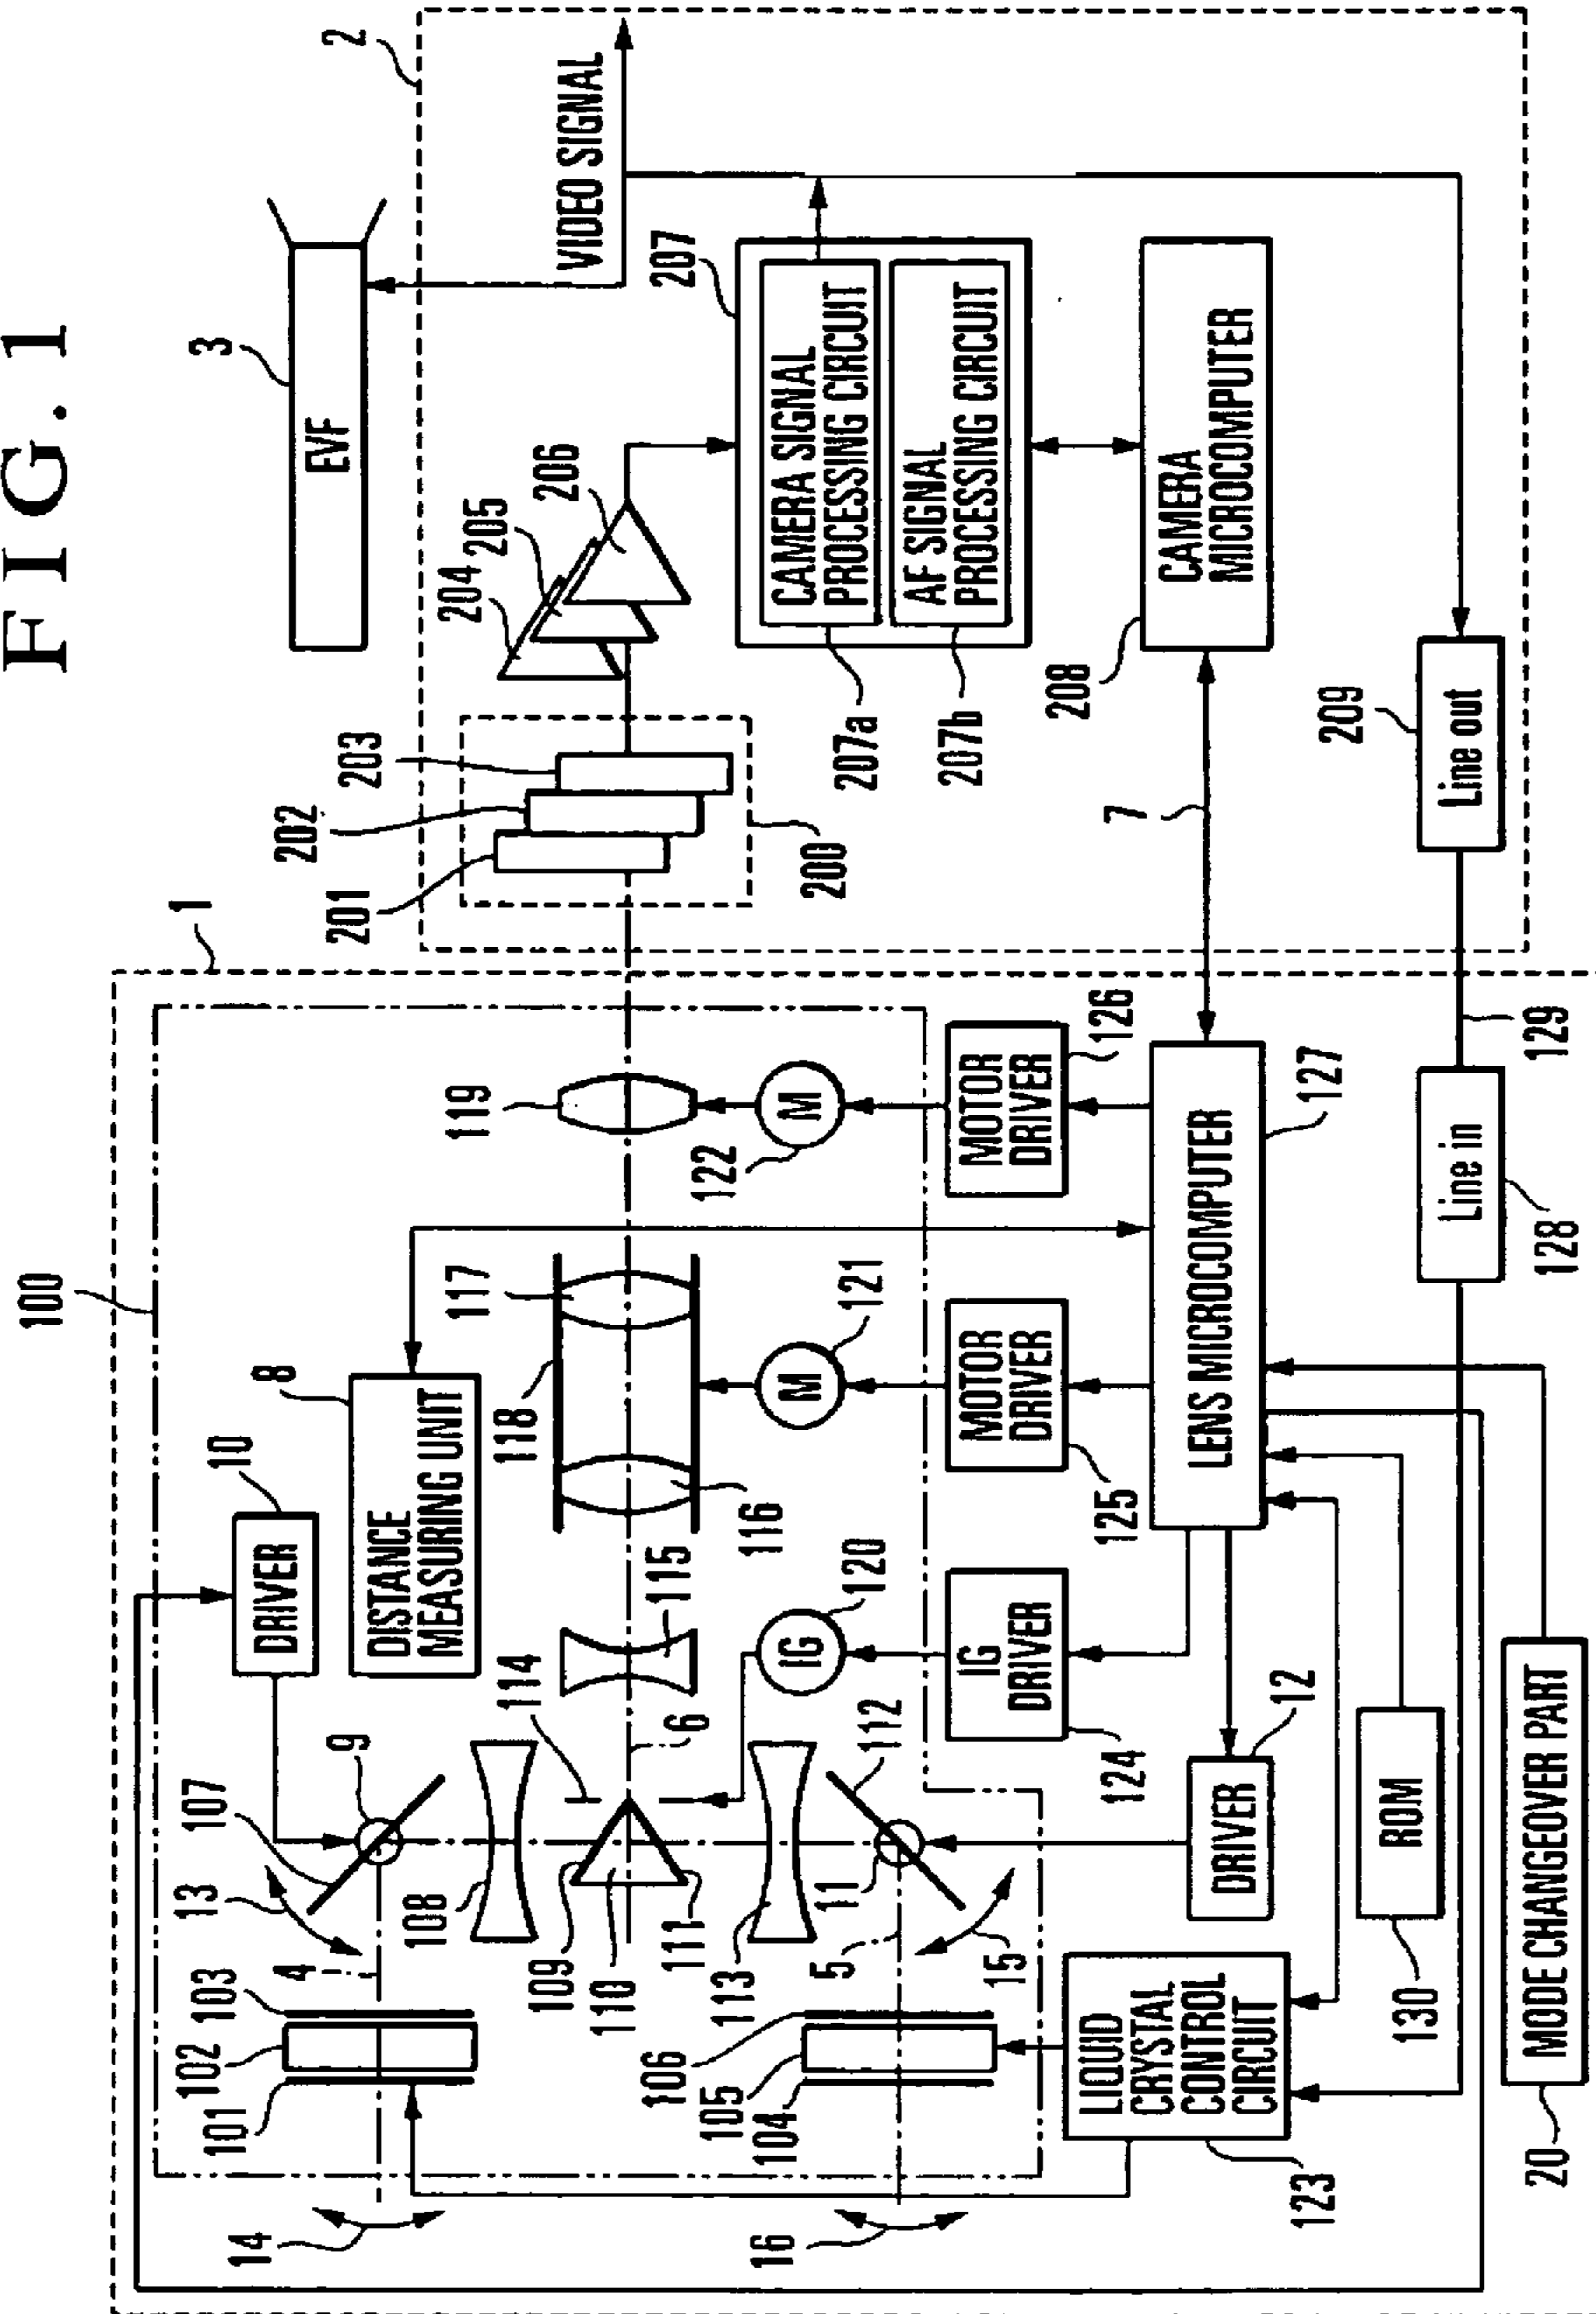 FIG. 1
100
1
2
3
EVF
VIDEO SIGNAL
10
DRIVER
8
DISTANCE
MEASURING UNIT
14
101
102
103
4
13
107
9
108
109
110
111
114
6
115
118
116
117
119
201
202
203
200
204
205
206
207
CAMERA SIGNAL
PROCESSING CIRCUIT
AF SIGNAL
PROCESSING CIRCUIT
207a
207b
16
104
105
106
5
15
11
113
112
IG
120
M
121
M
122
IG
DRIVER
124
MOTOR
DRIVER
125
MOTOR
DRIVER
126
LIQUID
CRYSTAL
CONTROL
CIRCUIT
123
DRIVER
12
LENS MICROCOMPUTER
127
7
208
CAMERA
MICROCOMPUTER
ROM
130
Line in
128
129
Line out
209
MODE CHANGEOVER PART
20